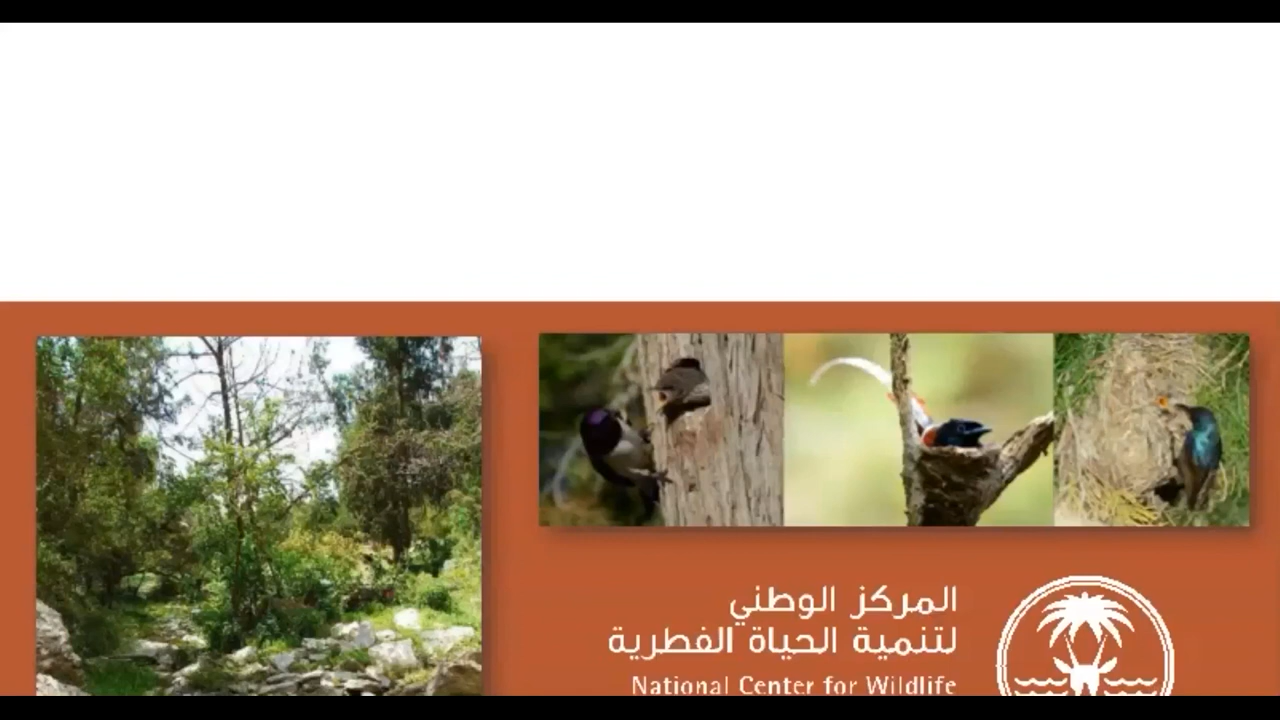 المركز الوطني
لتنمية الحياة الفطرية
National Center for Wildlife